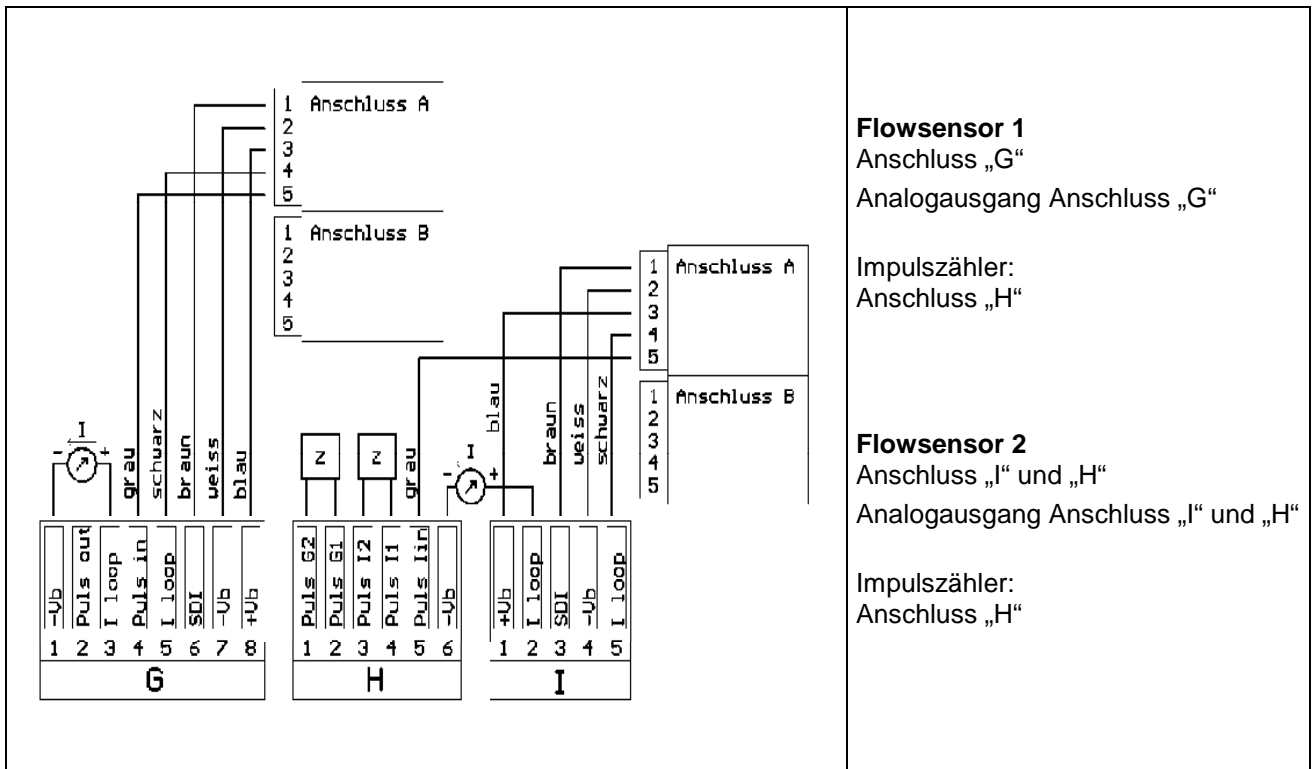 1 Anschluss A
2
3
4
5
1 Anschluss B
2
3
4
5
1 Anschluss A
2
3
4
5
1 Anschluss B
2
3
4
5
- I +
grau
schwarz
braun
weiss
blau
Z
Z
grau
- I +
blau
braun
weiss
schwarz
-Vb
Puls out
I loop
Puls in
I loop
SDI
-Vb
+Vb
1 2 3 4 5 6 7 8
G
Puls G2
Puls G1
Puls I2
Puls I1
Puls Iin
-Vb
1 2 3 4 5 6
H
+Vb
I loop
SDI
-Vb
I loop
1 2 3 4 5
I
Flowsensor 1
Anschluss „G“
Analogausgang Anschluss „G“
Impulszähler:
Anschluss „H“
Flowsensor 2
Anschluss „I“ und „H“
Analogausgang Anschluss „I“ und „H“
Impulszähler:
Anschluss „H“